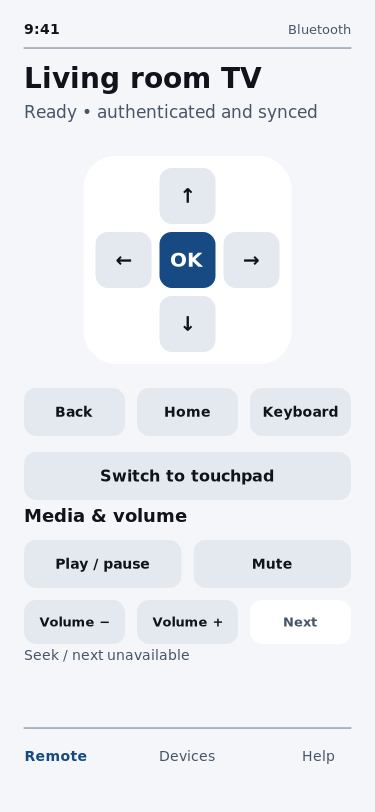 9:41 Bluetooth
Living room TV
Ready • authenticated and synced
↑
← OK →
↓
Back Home Keyboard
Switch to touchpad
Media & volume
Play / pause Mute
Volume − Volume + Next
Seek / next unavailable
Remote Devices Help